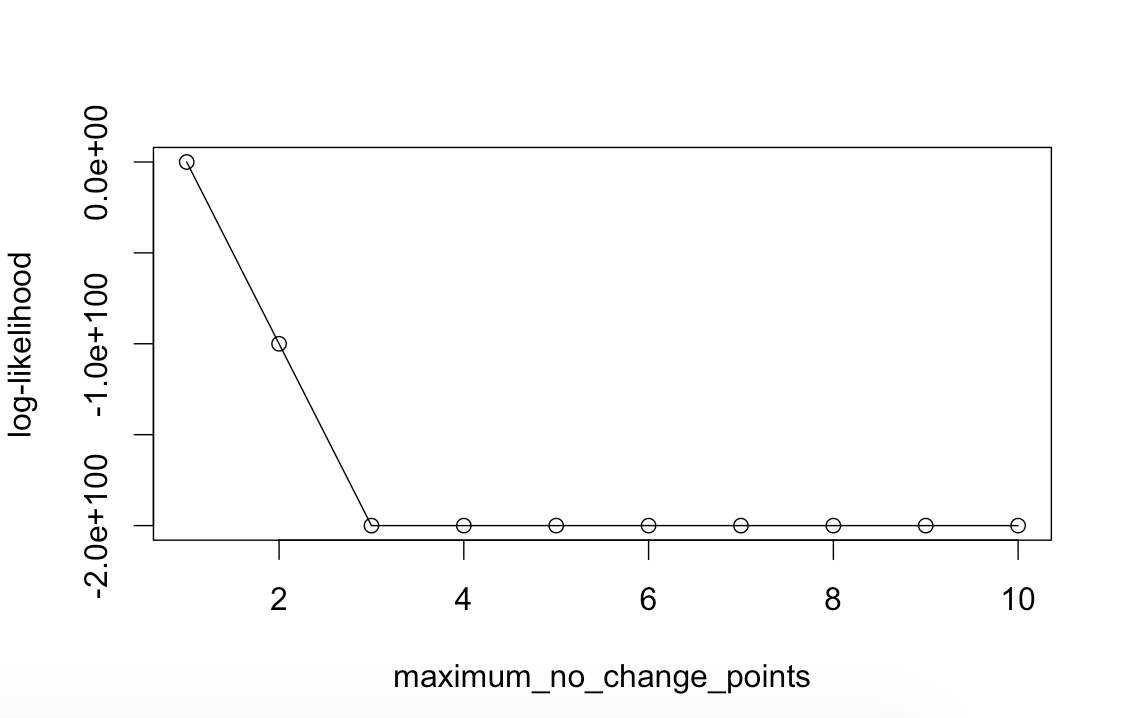 log-likelihood
0.0e+00
-1.0e+100
-2.0e+100
2 4 6 8 10
maximum_no_change_points